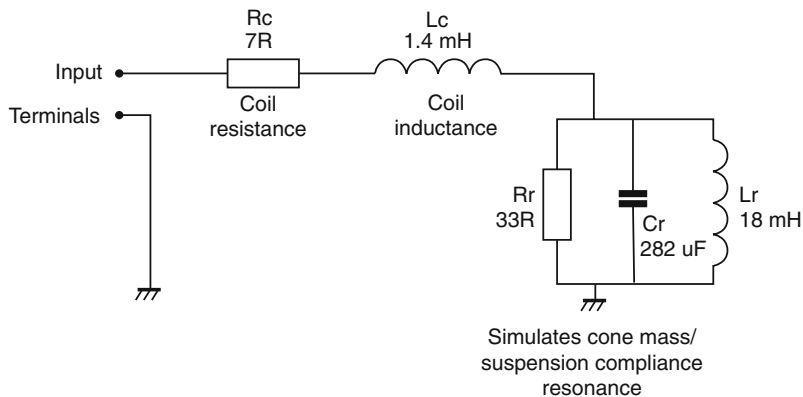 Rc
7R
Lc
1.4 mH
Input
Terminals
Coil
resistance
Coil
inductance
Rr
33R
Cr
282 uF
Lr
18 mH
Simulates cone mass/
suspension compliance
resonance